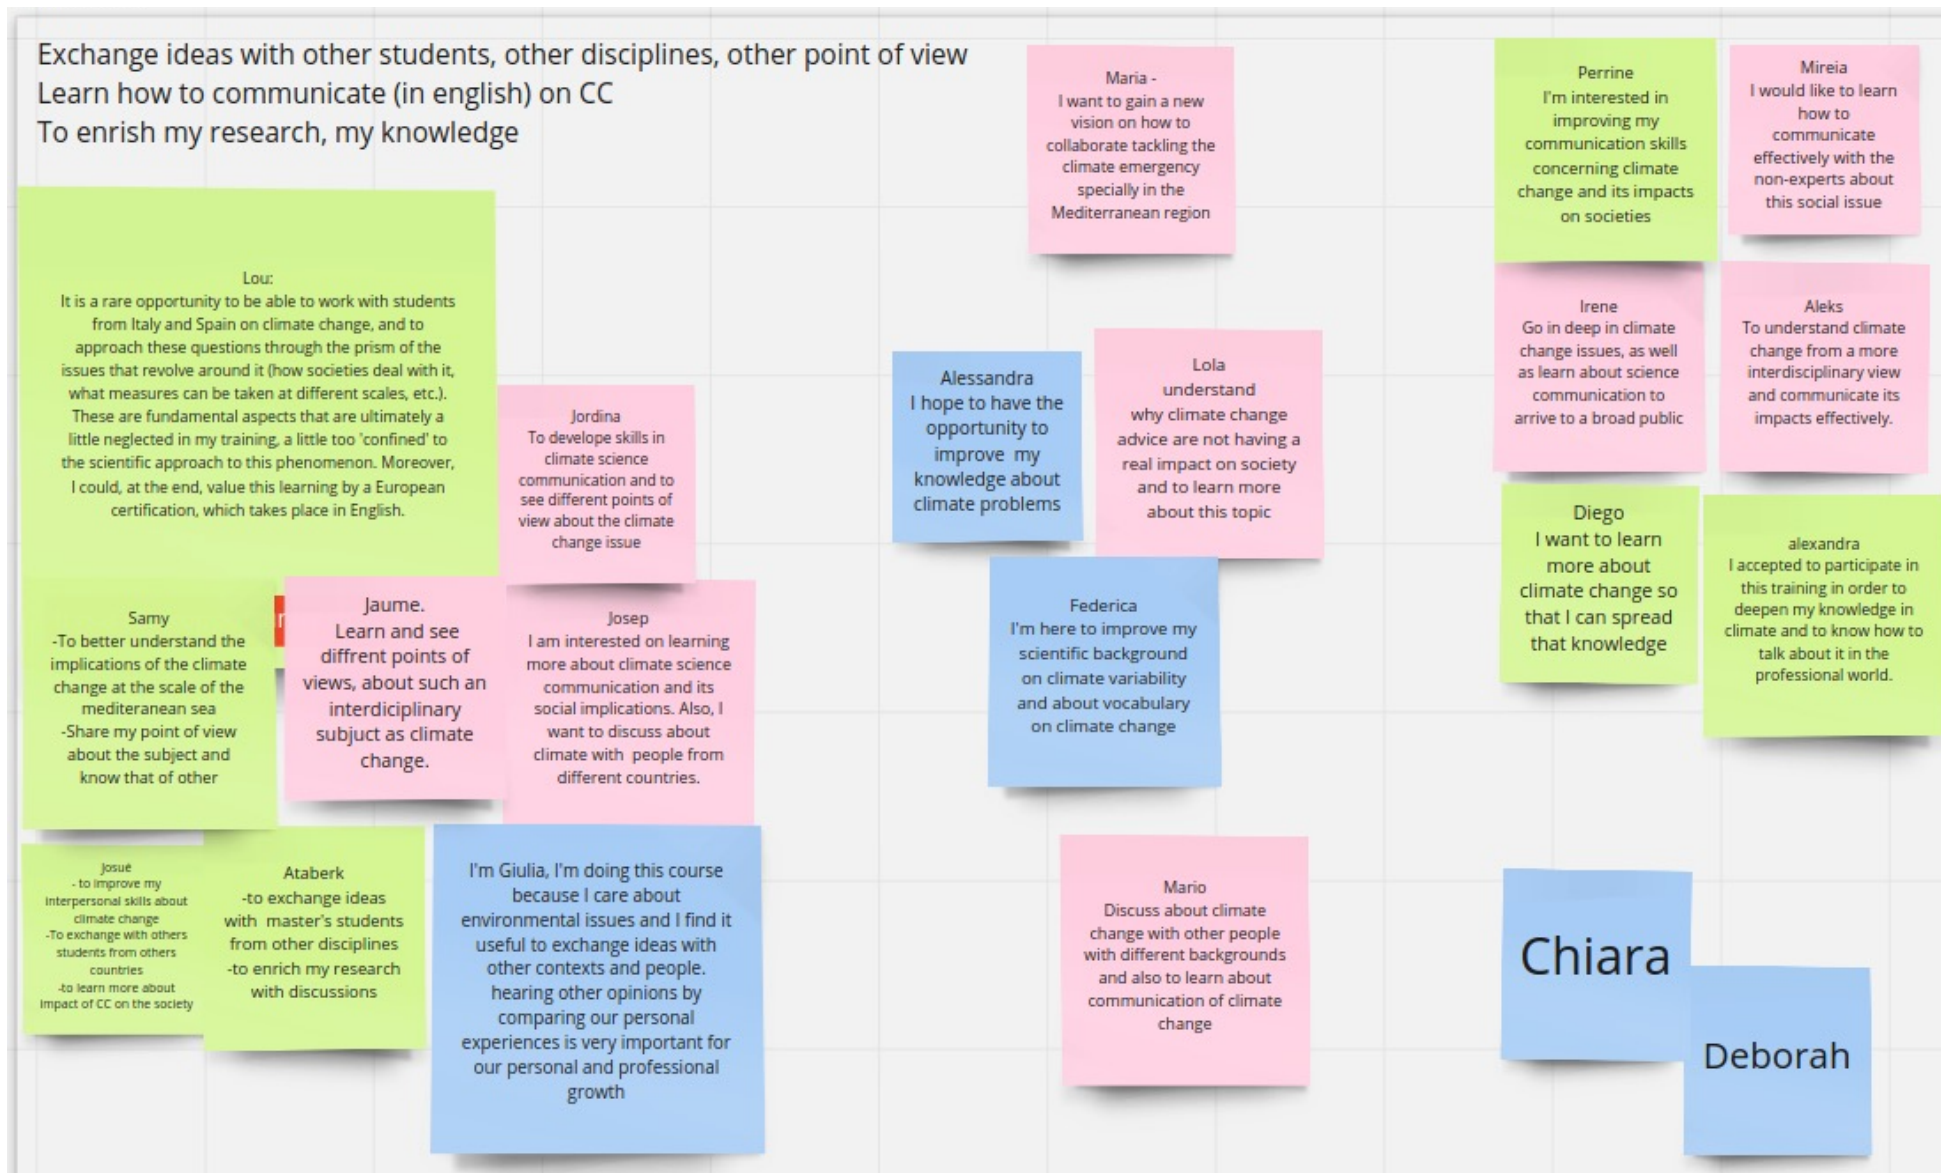 Exchange ideas with other students, other disciplines, other point of view
Learn how to communicate (in english) on CC
To enrish my research, my knowledge
Lou:
It is a rare opportunity to be able to work with students
from Italy and Spain on climate change, and to
approach these questions through the prism of the
issues that revolve around it (how societies deal with it,
what measures can be taken at different scales, etc.).
These are fundamental aspects that are ultimately a
little neglected in my training, a little too 'confined' to
the scientific approach to this phenomenon. Moreover,
I could, at the end, value this learning by a European
certification, which takes place in English.
Jordina
To develope skills in
climate science
communication and to
see different points of
view about the climate
change issue
Samy
-To better understand the
implications of the climate
change at the scale of the
mediteranean sea
-Share my point of view
about the subject and
know that of other
Jaume.
Learn and see
diffrent points of
views, about such an
interdiciplinary
subjuct as climate
change.
Josep
I am interested on learning
more about climate science
communication and its
social implications. Also, I
want to discuss about
climate with people from
different countries.
Josué
- to improve my
interpersonal skills about
climate change
-To exchange with others
students from others
countries
-to learn more about
impact of CC on the society
Ataberk
-to exchange ideas
with master's students
from other disciplines
-to enrich my research
with discussions
I'm Giulia, I'm doing this course
because I care about
environmental issues and I find it
useful to exchange ideas with
other contexts and people.
hearing other opinions by
comparing our personal
experiences is very important for
our personal and professional
growth
Maria -
I want to gain a new
vision on how to
collaborate tackling the
climate emergency
specially in the
Mediterranean region
Alessandra
I hope to have the
opportunity to
improve my
knowledge about
climate problems
Lola
understand
why climate change
advice are not having a
real impact on society
and to learn more
about this topic
Federica
I'm here to improve my
scientific background
on climate variability
and about vocabulary
on climate change
Mario
Discuss about climate
change with other people
with different backgrounds
and also to learn about
communication of climate
change
Perrine
I'm interested in
improving my
communication skills
concerning climate
change and its impacts
on societies
Mireia
I would like to learn
how to
communicate
effectively with the
non-experts about
this social issue
Irene
Go in deep in climate
change issues, as well
as learn about science
communication to
arrive to a broad public
Aleks
To understand climate
change from a more
interdisciplinary view
and communicate its
impacts effectively.
Diego
I want to learn
more about
climate change so
that I can spread
that knowledge
alexandra
I accepted to participate in
this training in order to
deepen my knowledge in
climate and to know how to
talk about it in the
professional world.
Chiara
Deborah